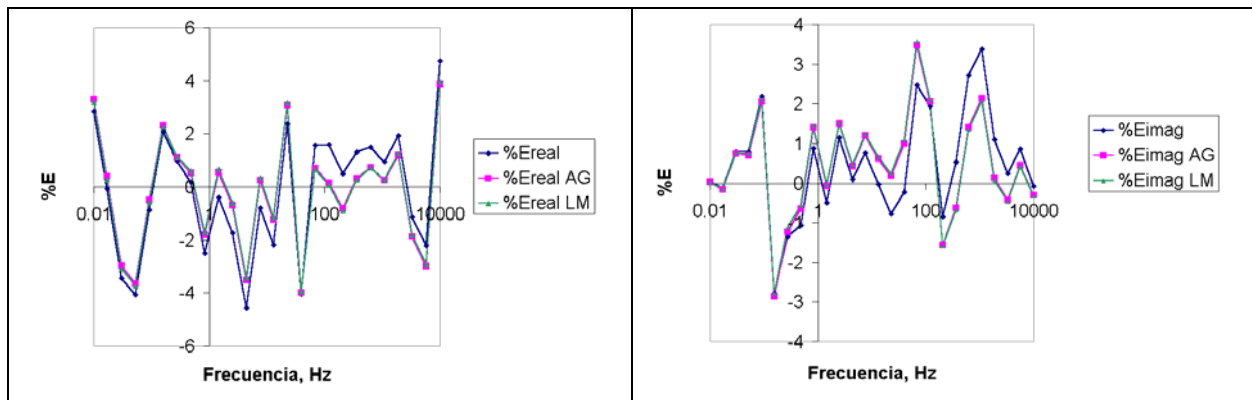 6
4
2
0
-2
-4
-6
0.01
1
100
10000
%E
Frecuencia, Hz
%Ereal
%Ereal AG
%Ereal LM
4
3
2
1
0
-1
-2
-3
-4
0.01
1
100
10000
%E
Frecuencia, Hz
%Eimag
%Eimag AG
%Eimag LM